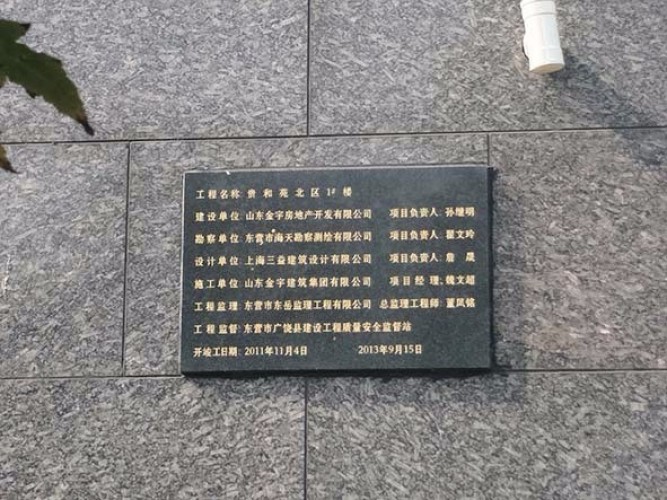 工程名称:贵和苑北区1#楼
建设单位:山东金宇房地产开发有限公司 项目负责人:孙继明
勘察单位:东营市海天勘察测绘有限公司 项目负责人:翟文玲
设计单位:上海三益建筑设计有限公司 项目负责人:詹晟
施工单位:山东金宇建筑集团有限公司 项目经理:魏文超
工程监理:东营市东岳监理工程有限公司 总监理工程师:董凤铭
工程监督:东营市广饶县建设工程质量安全监督站
开竣工日期:2011年11月4日 2013年9月15日